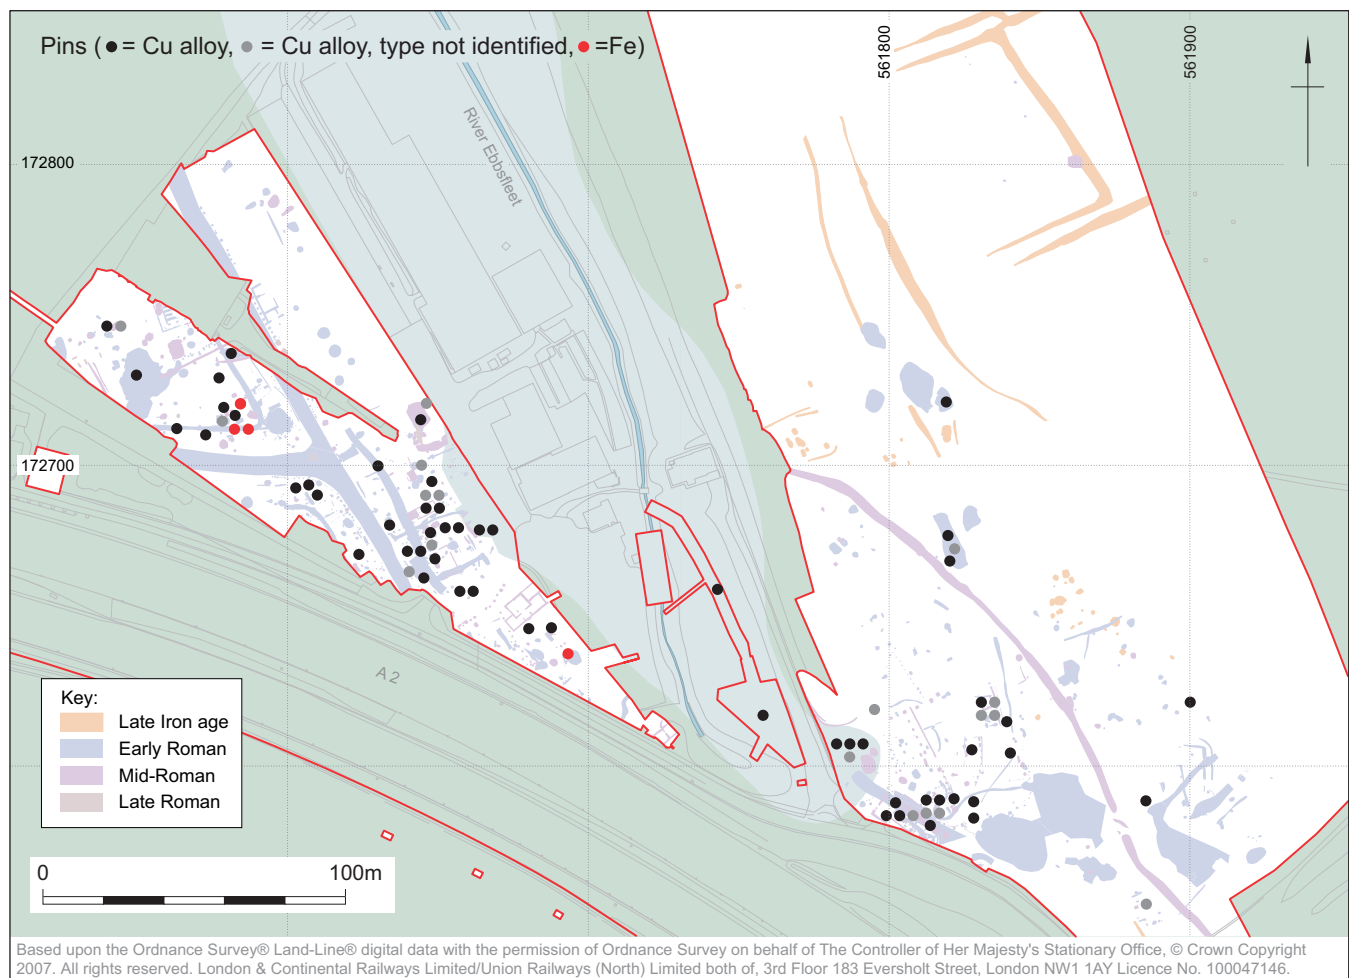 Pins ( ● = Cu alloy, ● = Cu alloy, type not identified, ● =Fe)
561800
561900
172800
River Ebbsfleet
172700
A 2
Key:
Late Iron age
Early Roman
Mid-Roman
Late Roman
0 100m
Based upon the Ordnance Survey® Land-Line® digital data with the permission of Ordnance Survey on behalf of The Controller of Her Majesty's Stationary Office, © Crown Copyright
2007. All rights reserved. London & Continental Railways Limited/Union Railways (North) Limited both of, 3rd Floor 183 Eversholt Street, London NW1 1AY Licence No. 100047146.